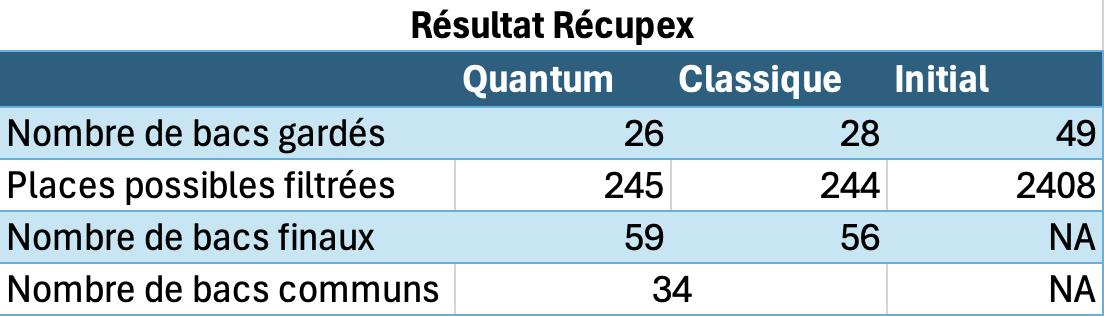 Résultat Récupex
Quantum Classique Initial
Nombre de bacs gardés 26 28 49
Places possibles filtrées 245 244 2408
Nombre de bacs finaux 59 56 NA
Nombre de bacs communs 34 NA